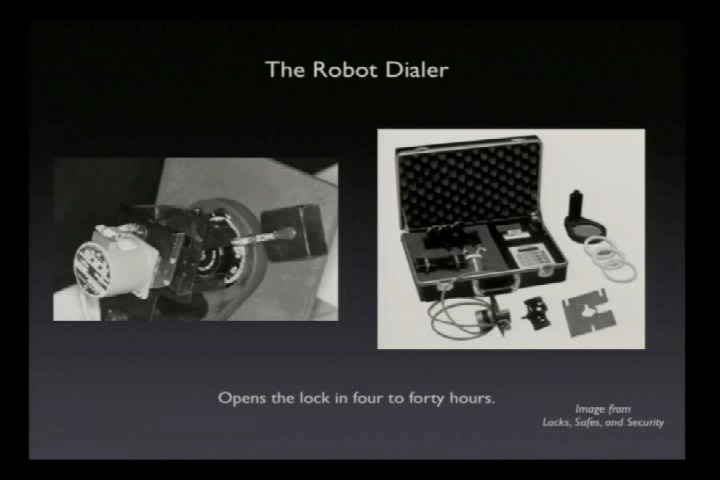 The Robot Dialer
Opens the lock in four to forty hours.
Image from
Locks, Safes, and Security